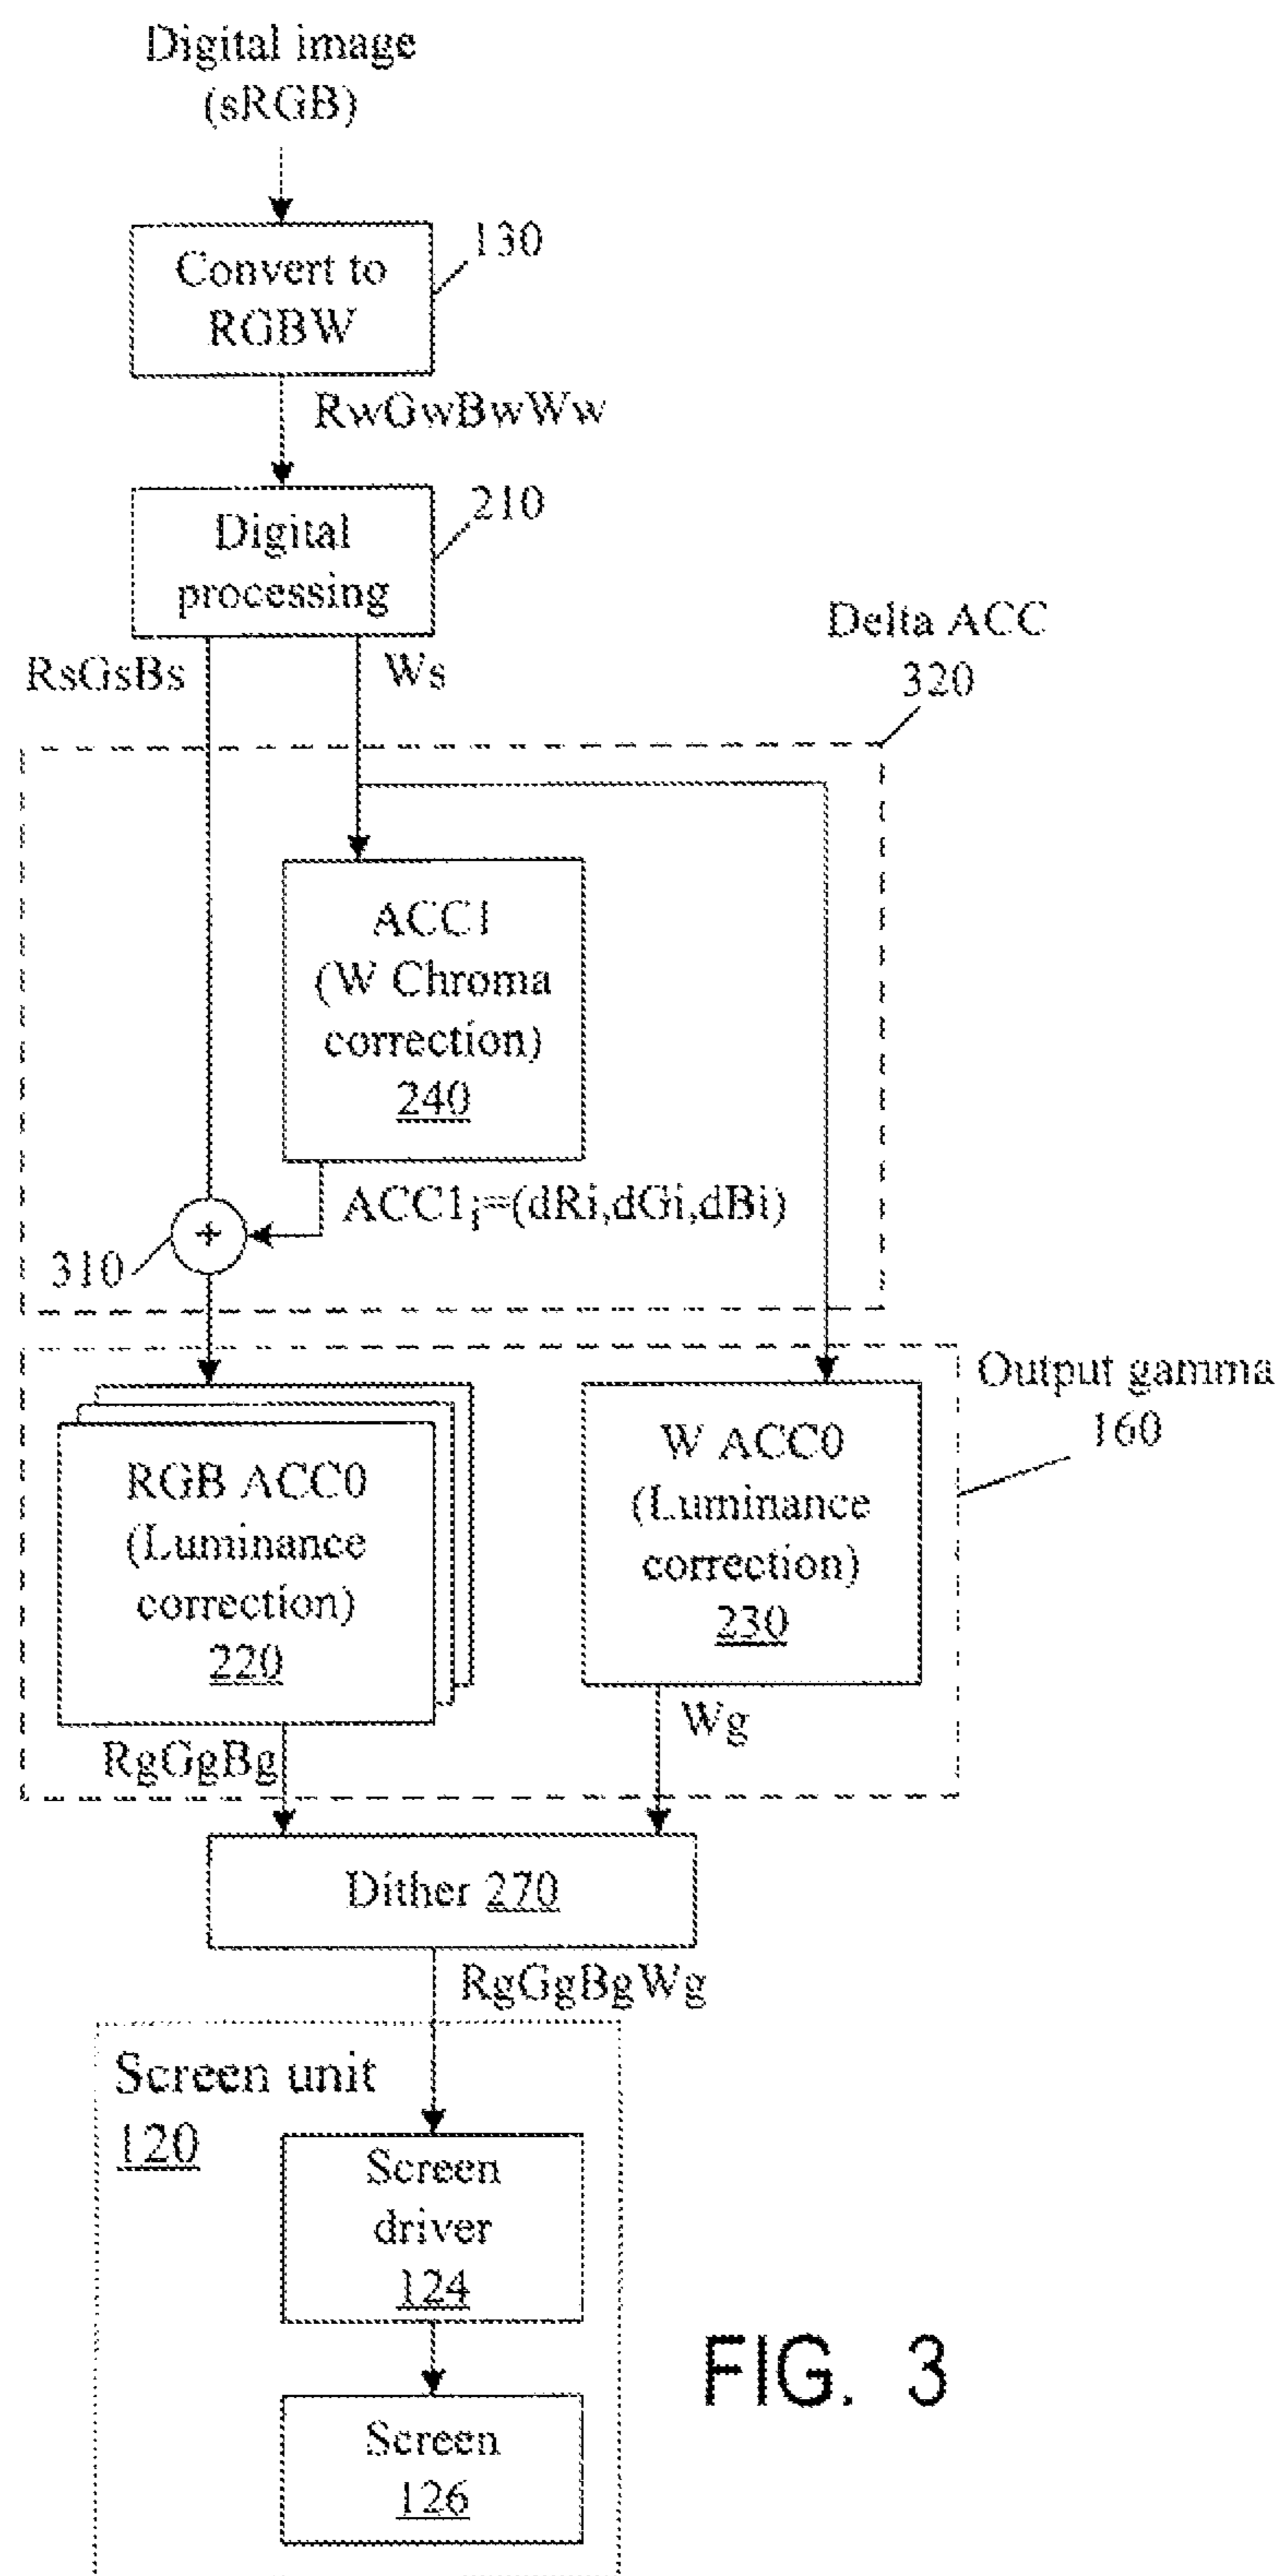 Digital image
(sRGB)
Convert to
RGBW
130
RwGwBwWw
Digital
processing
210
RsGsBs
Ws
Delta ACC
320
ACC1
(W Chroma
correction)
240
ACC1i=(dRi,dGi,dBi)
+
310
Output gamma
160
RGB ACC0
(Luminance
correction)
220
W ACC0
(Luminance
correction)
230
RgGgBg
Wg
Dither 270
RgGgBgWg
Screen unit
120
Screen
driver
124
Screen
126
FIG. 3